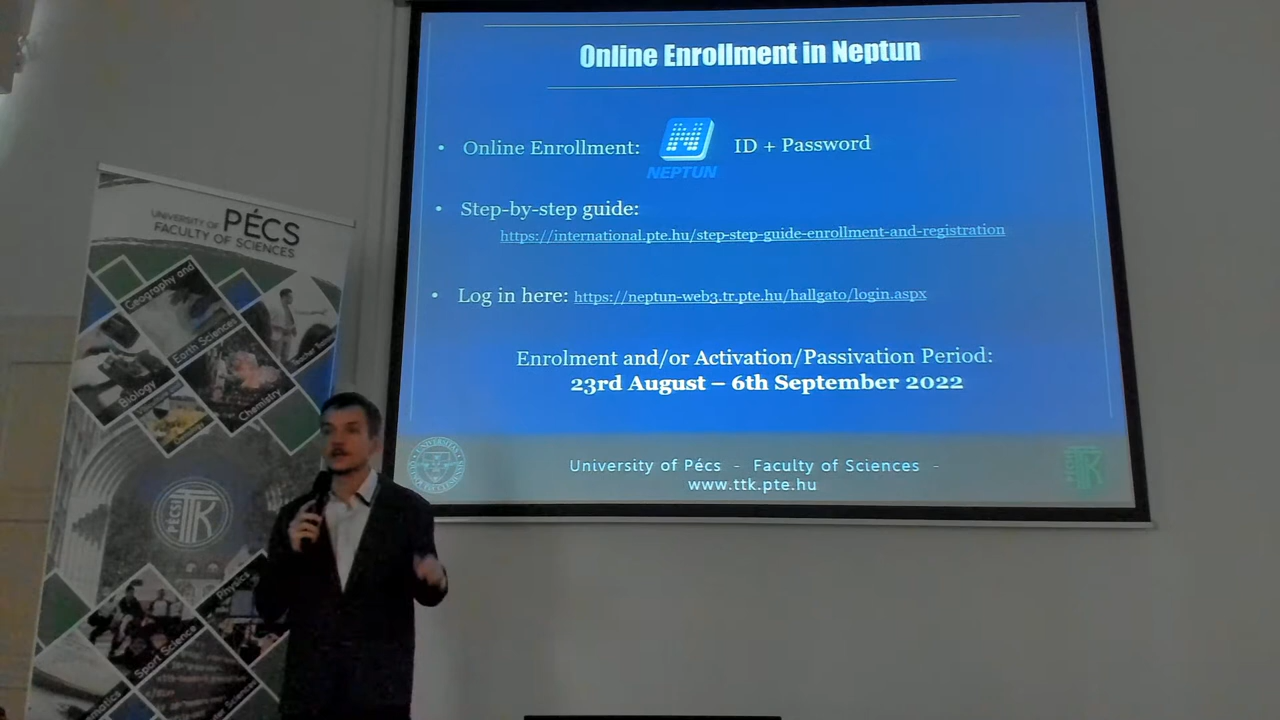 Online Enrollment in Neptun
• Online Enrollment:
NEPTUN
ID + Password
• Step-by-step guide:
https://international.pte.hu/step-step-guide-enrollment-and-registration
• Log in here: https://neptun-web3.tr.pte.hu/hallgato/login.aspx
Enrolment and/or Activation/Passivation Period:
23rd August – 6th September 2022
University of Pécs - Faculty of Sciences -
www.ttk.pte.hu
UNIVERSITY OF PÉCS
FACULTY OF SCIENCES
Geography and
Earth Sciences
Biology
Chemistry
PÉCSI
TTK
Physics
Sport Science